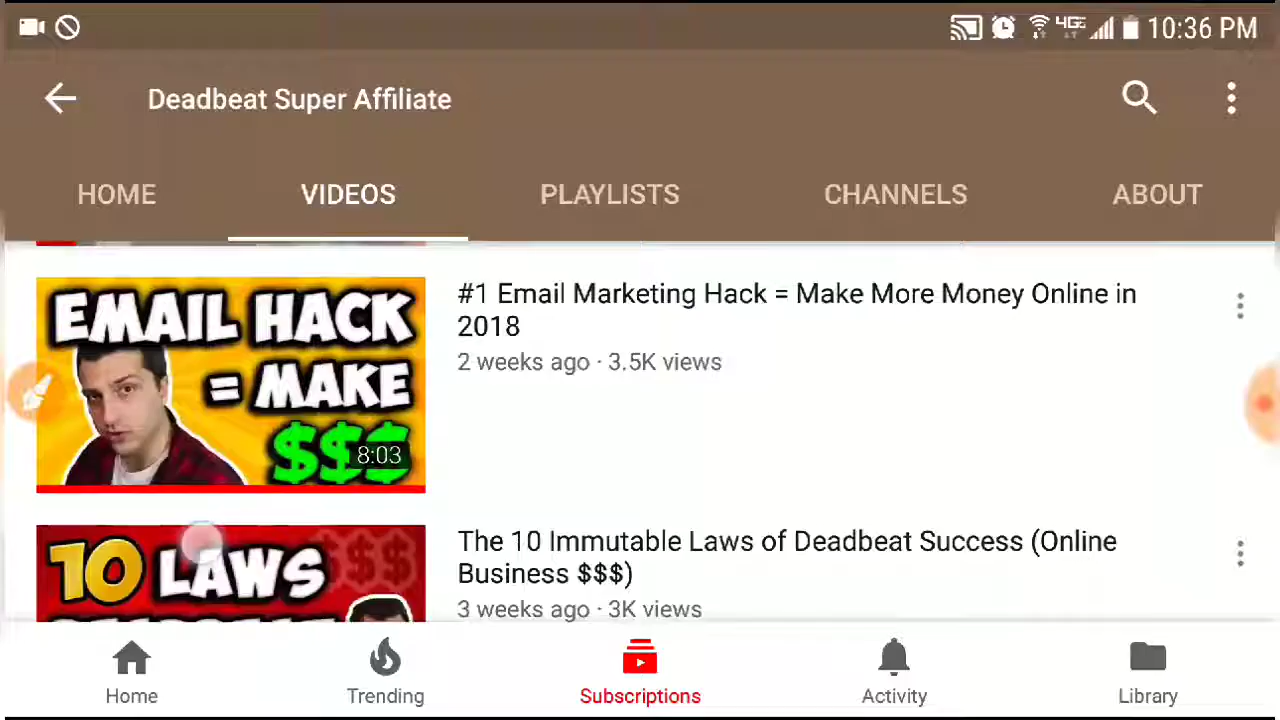 4GE 10:36 PM
Deadbeat Super Affiliate
HOME VIDEOS PLAYLISTS CHANNELS ABOUT
EMAIL HACK
= MAKE
$$$
8:03
#1 Email Marketing Hack = Make More Money Online in
2018
2 weeks ago · 3.5K views
10 LAWS
$$$
The 10 Immutable Laws of Deadbeat Success (Online
Business $$$)
3 weeks ago · 3K views
Home Trending Subscriptions Activity Library